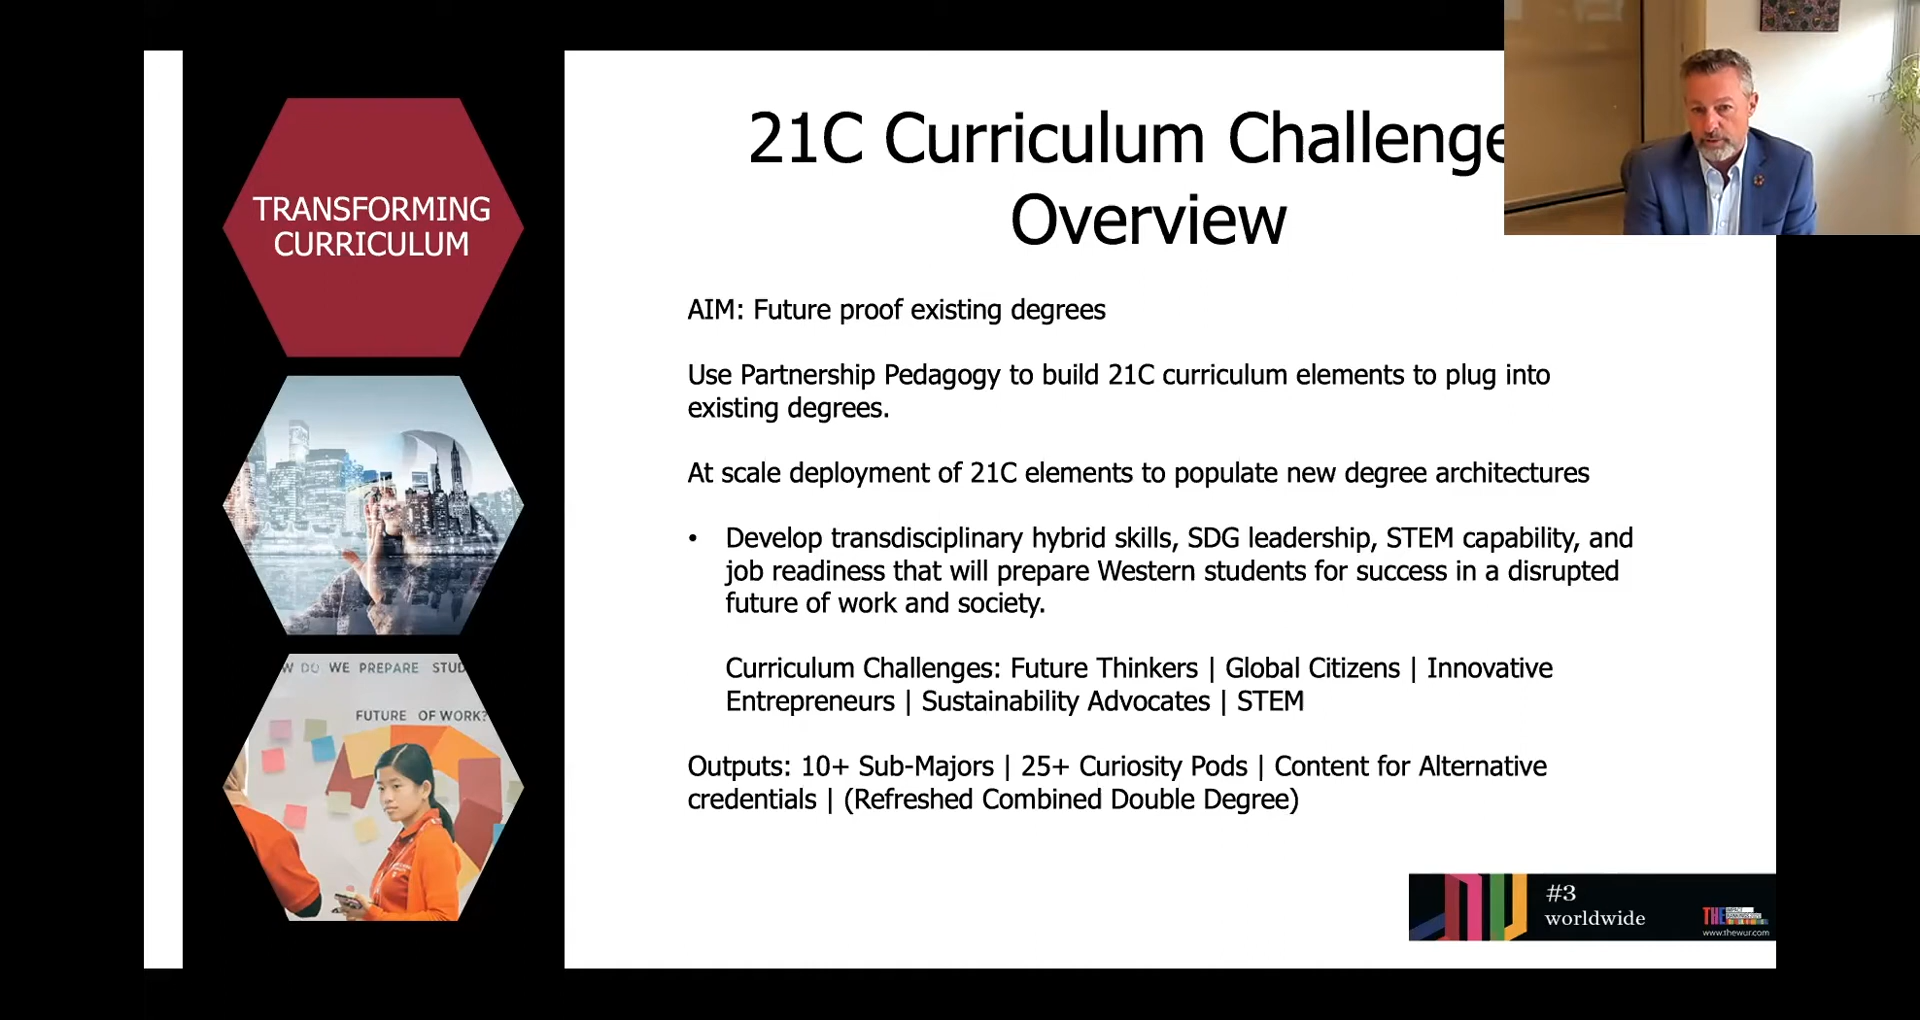 TRANSFORMING
CURRICULUM
21C Curriculum Challenge
Overview
AIM: Future proof existing degrees
Use Partnership Pedagogy to build 21C curriculum elements to plug into
existing degrees.
At scale deployment of 21C elements to populate new degree architectures
• Develop transdisciplinary hybrid skills, SDG leadership, STEM capability, and
job readiness that will prepare Western students for success in a disrupted
future of work and society.
Curriculum Challenges: Future Thinkers | Global Citizens | Innovative
Entrepreneurs | Sustainability Advocates | STEM
Outputs: 10+ Sub-Majors | 25+ Curiosity Pods | Content for Alternative
credentials | (Refreshed Combined Double Degree)
W DO WE PREPARE STUD
FUTURE OF WORK?
#3
worldwide
THE
www.thewur.com